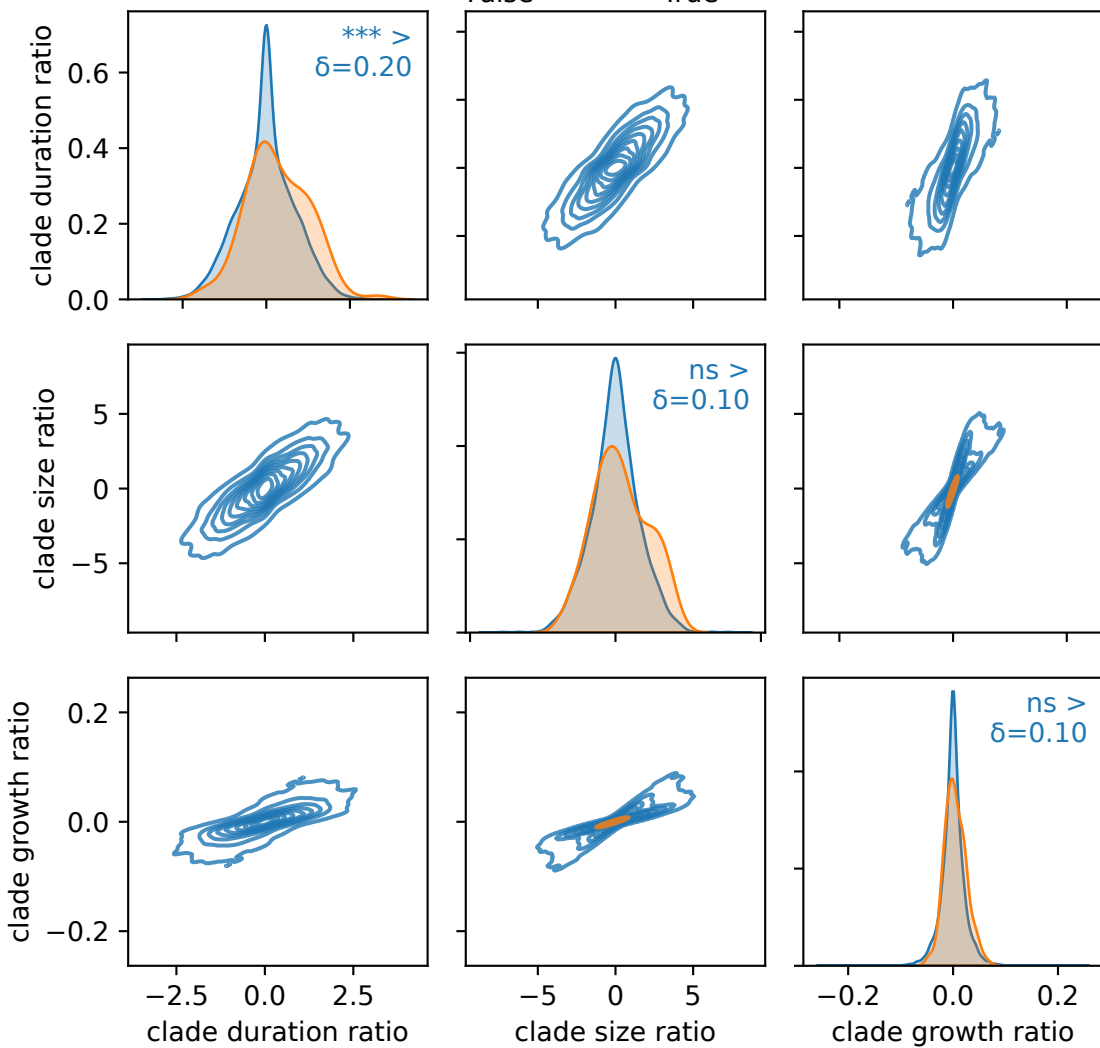 clade duration ratio
0.6
0.4
0.2
0.0
*** >
δ=0.20
clade size ratio
5
0
−5
ns >
δ=0.10
clade growth ratio
0.2
0.0
−0.2
ns >
δ=0.10
−2.5 0.0 2.5
−5 0 5
−0.2 0.0 0.2
clade duration ratio
clade size ratio
clade growth ratio